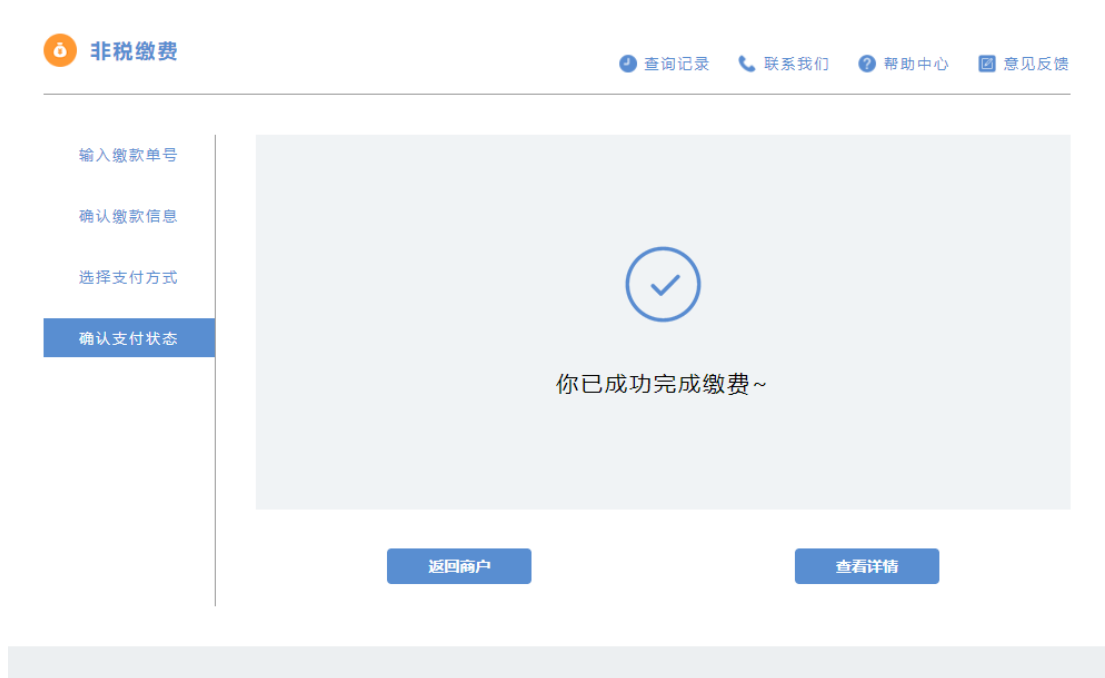 非税缴费
查询记录 联系我们 帮助中心 意见反馈
输入缴款单号
确认缴款信息
选择支付方式
确认支付状态
你已成功完成缴费~
返回商户 查看详情